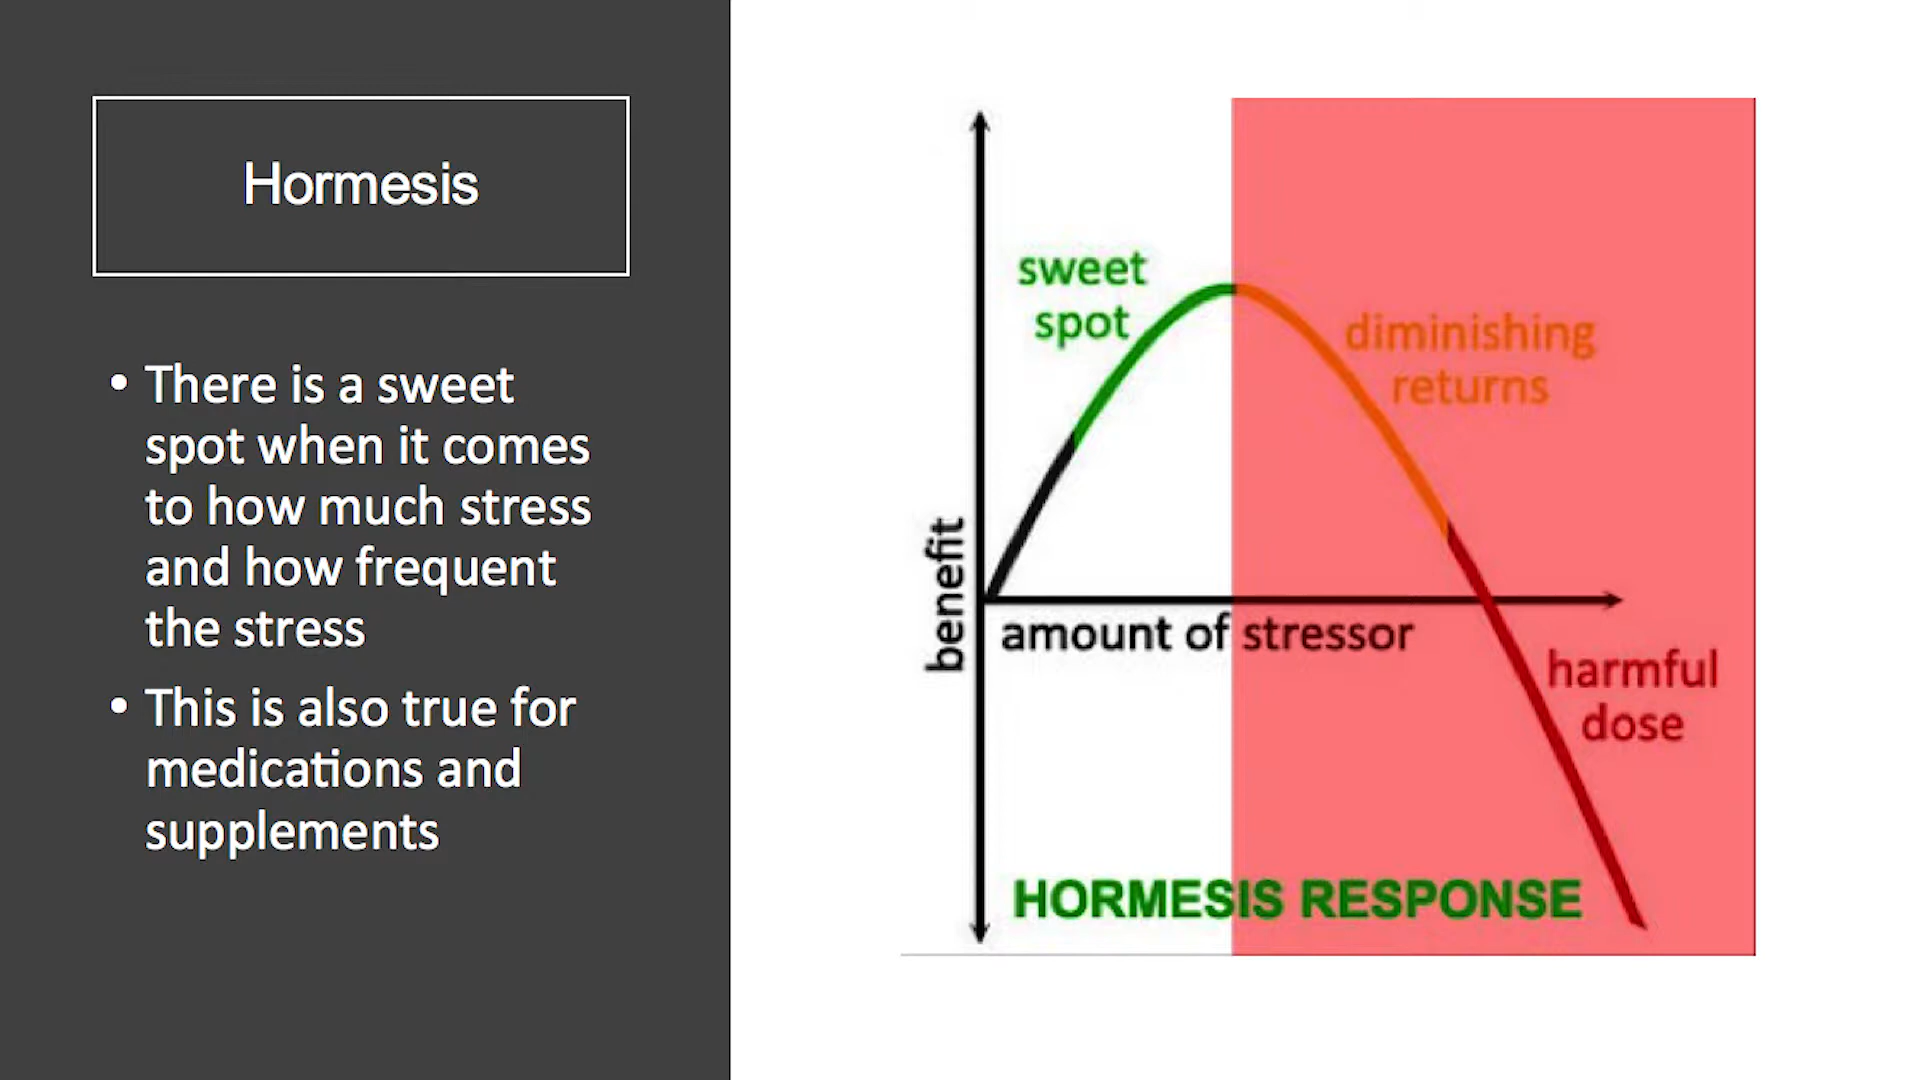 Hormesis
• There is a sweet
spot when it comes
to how much stress
and how frequent
the stress
• This is also true for
medications and
supplements
sweet
spot
diminishing
returns
benefit
amount of stressor
harmful
dose
HORMESIS RESPONSE